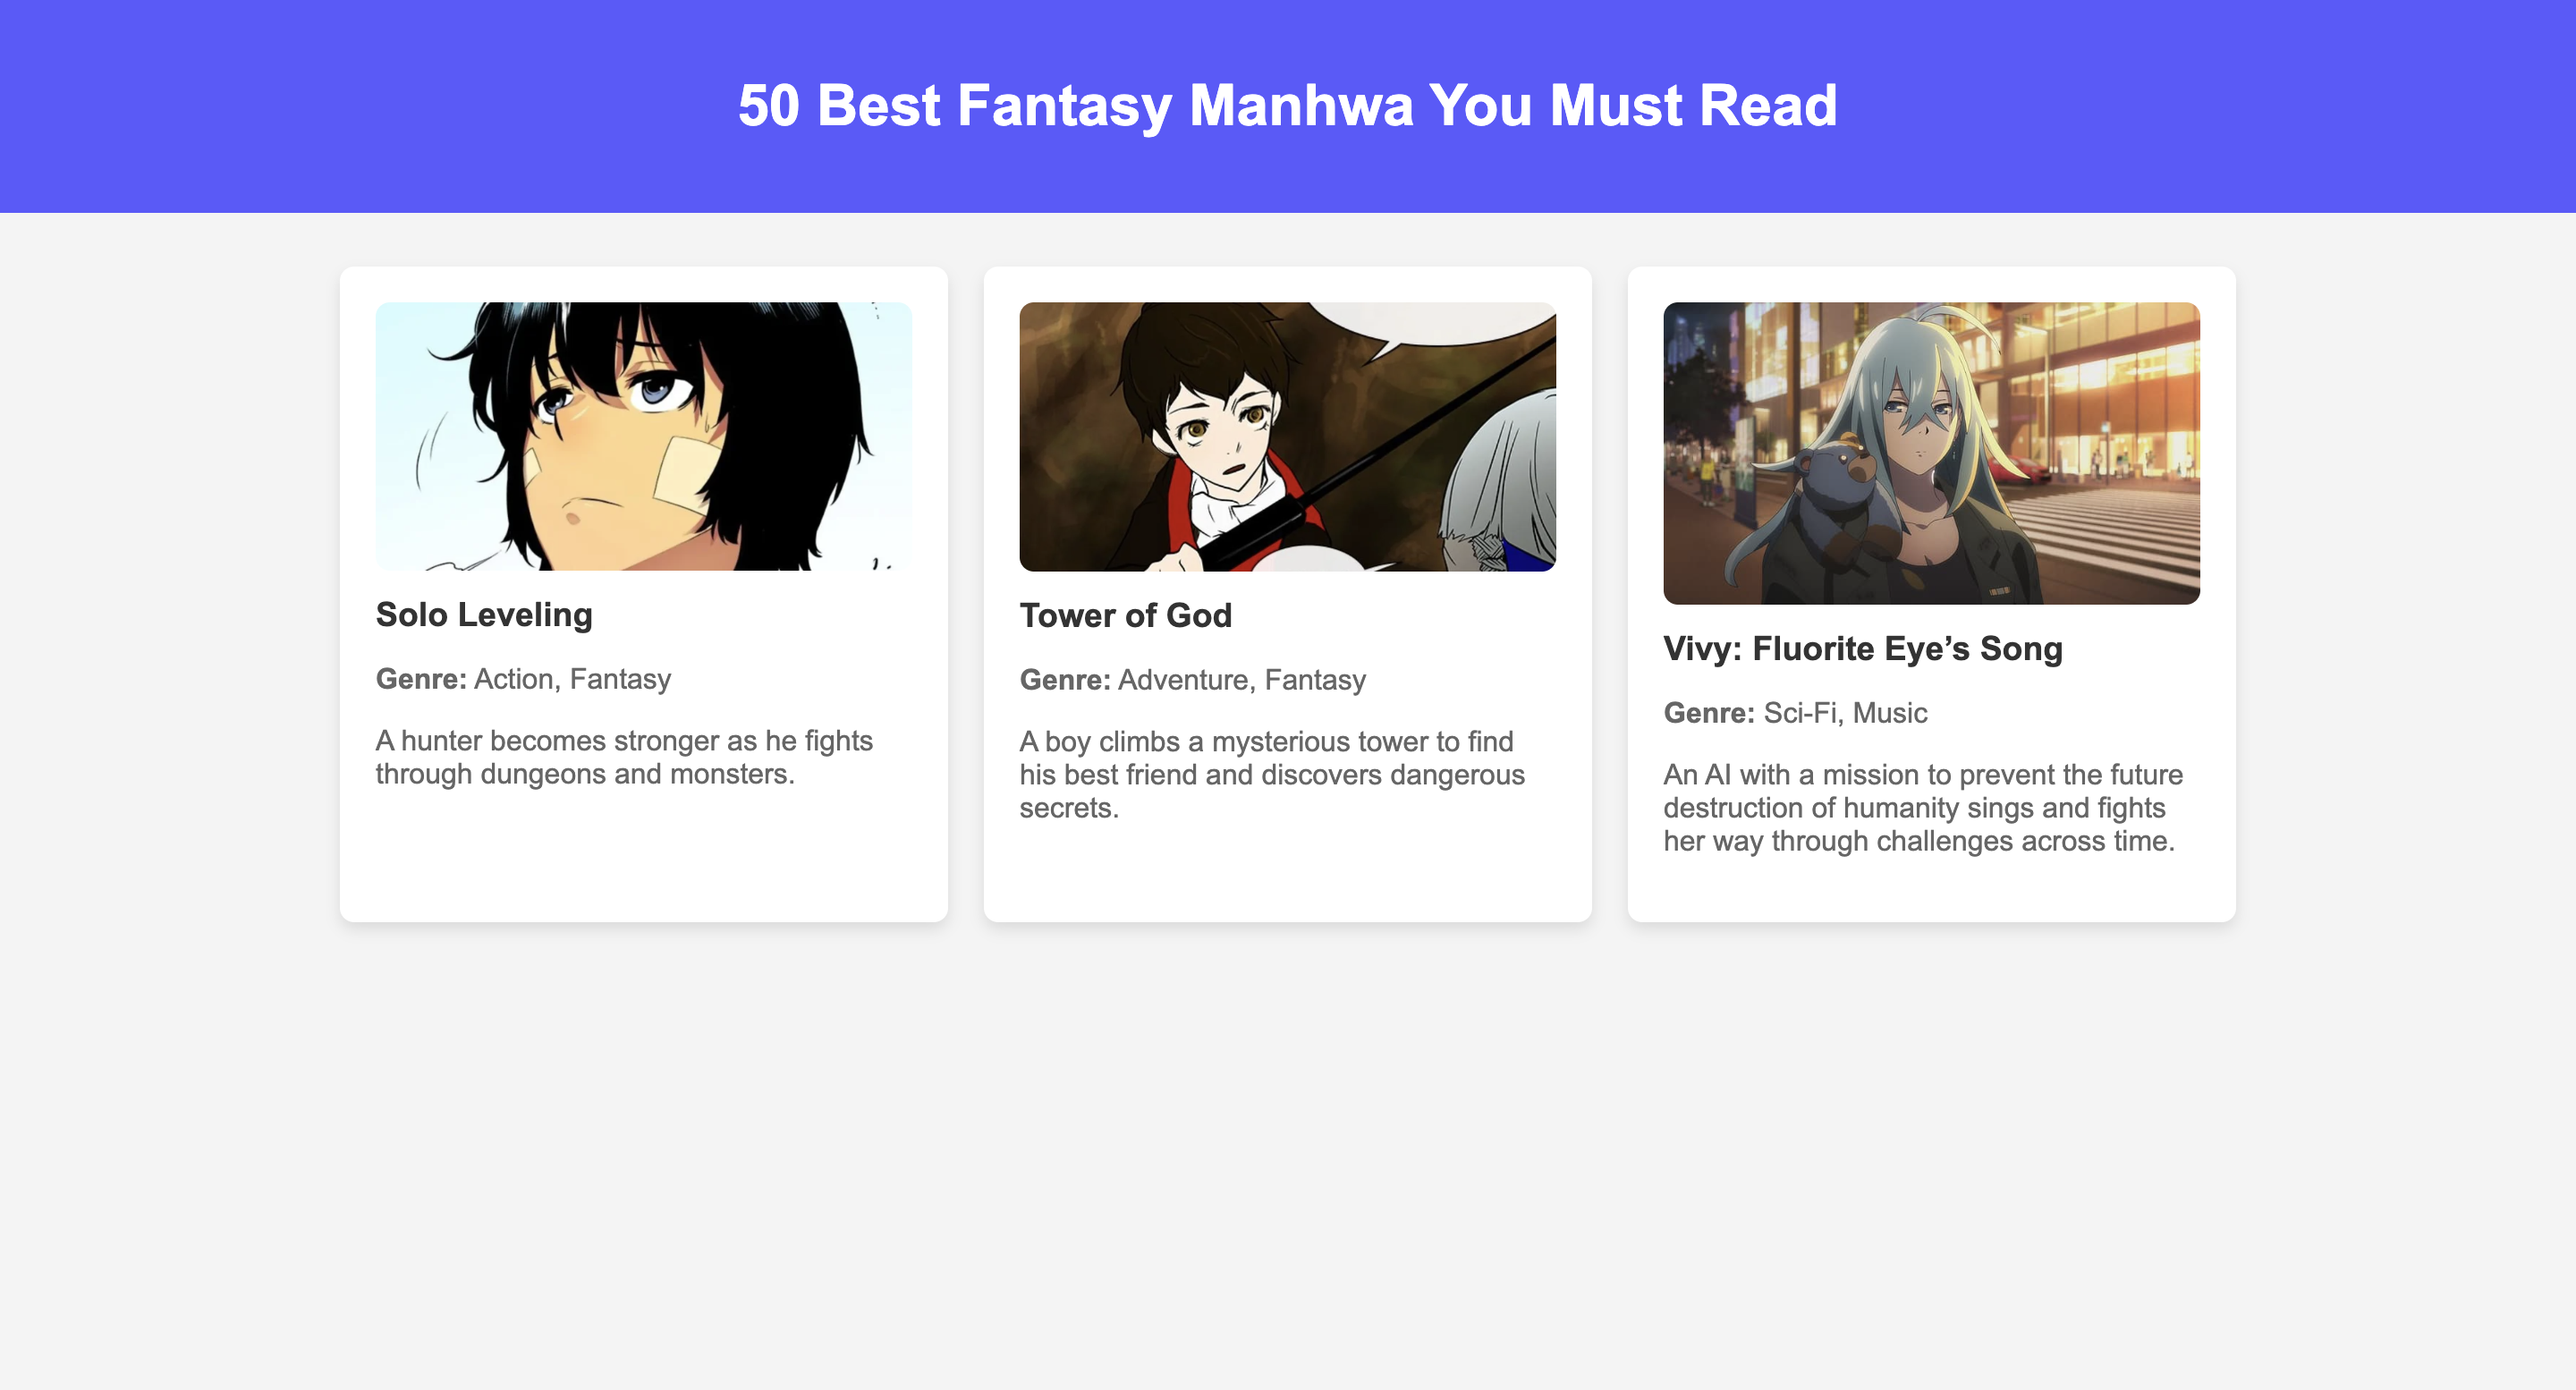 50 Best Fantasy Manhwa You Must Read
Solo Leveling
Genre: Action, Fantasy
A hunter becomes stronger as he fights
through dungeons and monsters.
Tower of God
Genre: Adventure, Fantasy
A boy climbs a mysterious tower to find
his best friend and discovers dangerous
secrets.
Vivy: Fluorite Eye’s Song
Genre: Sci-Fi, Music
An AI with a mission to prevent the future
destruction of humanity sings and fights
her way through challenges across time.